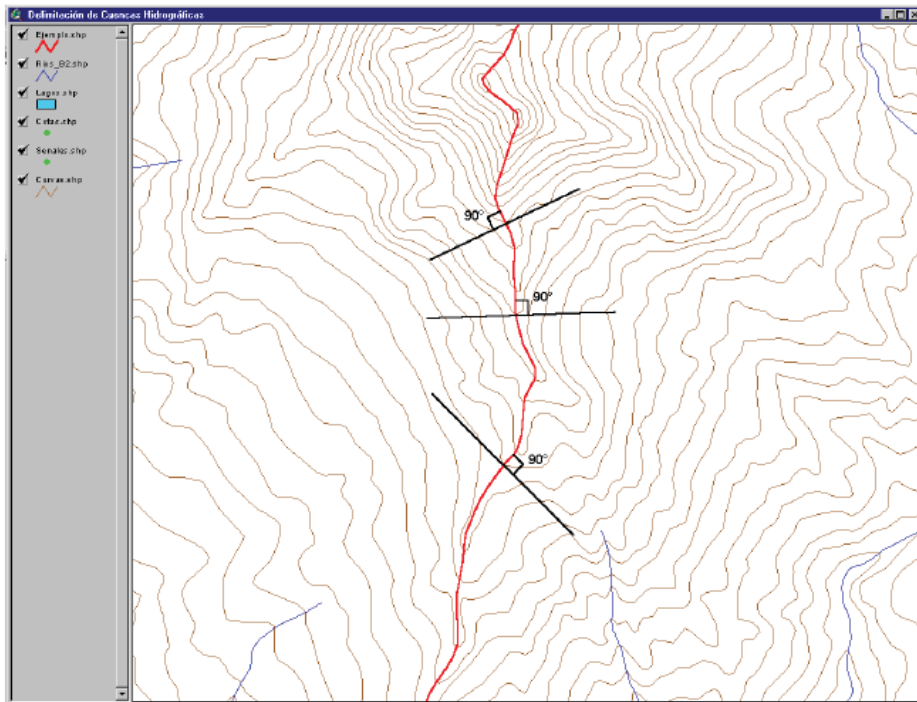 Delimitación de Cuencas Hidrográficas
Ejemplo.shp
Rios_B2.shp
Lagos.shp
Cotas.shp
Senales.shp
Curvas.shp
90°
90°
90°